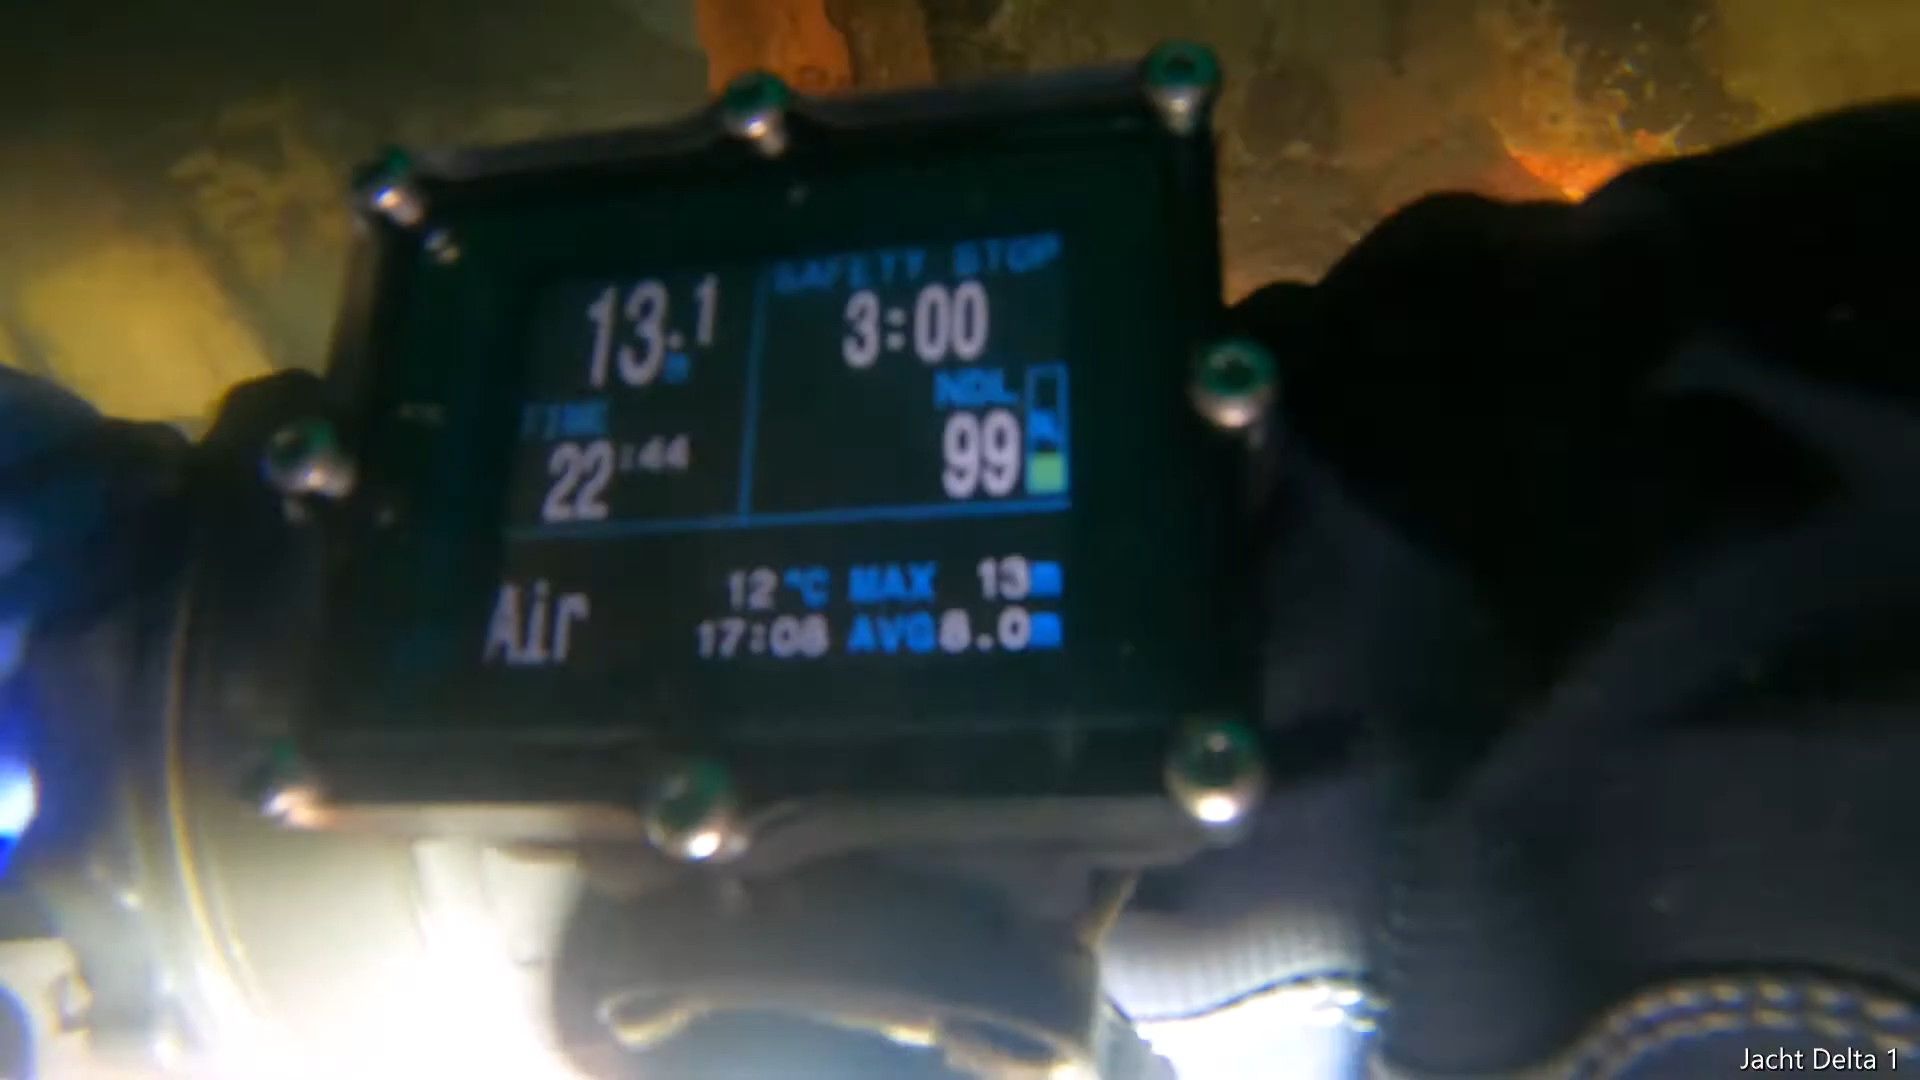 SAFETY STOP
13.1 3:00
m
NDL
TIME
22:44 99
Air 12 °C MAX 13m
17:08 AVG 8.0m
Jacht Delta 1